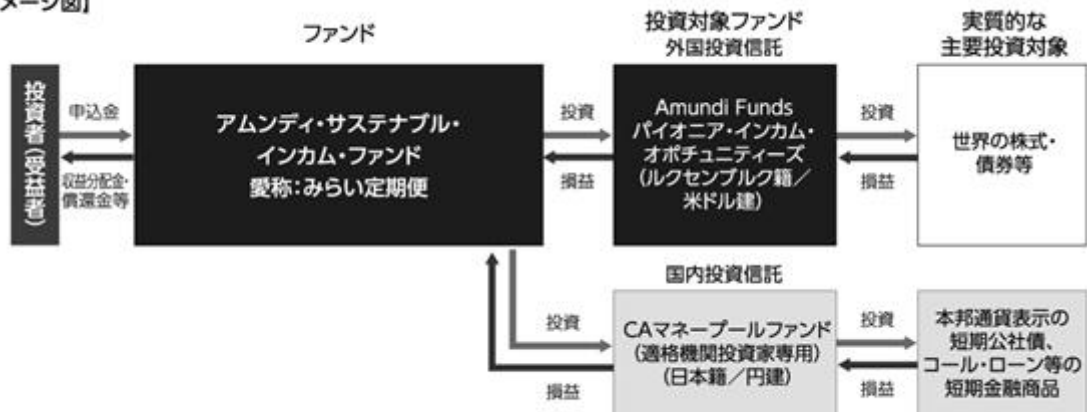 メージ図】
ファンド
投資対象ファンド
外国投資信託
実質的な
主要投資対象
投資者(受益者)
申込金
収益分配金・
償還金等
アムンディ・サステナブル・
インカム・ファンド
愛称:みらい定期便
投資
損益
Amundi Funds
パイオニア・インカム・
オポチュニティーズ
(ルクセンブルク籍/
米ドル建)
投資
損益
世界の株式・
債券等
国内投資信託
投資
損益
CAマネープールファンド
(適格機関投資家専用)
(日本籍/円建)
投資
損益
本邦通貨表示の
短期公社債、
コール・ローン等の
短期金融商品